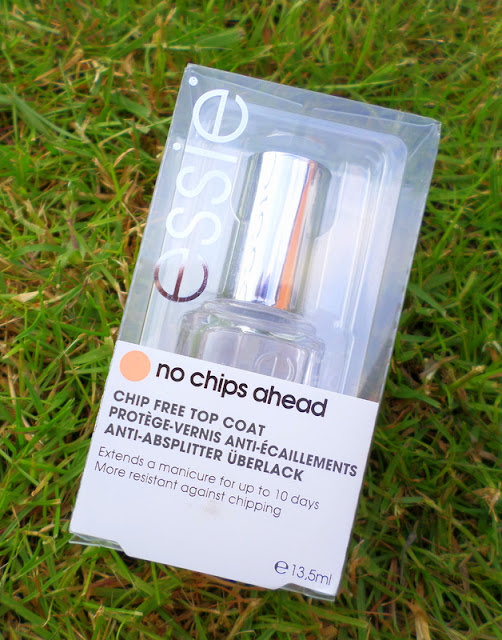 essie
no chips ahead
CHIP FREE TOP COAT
PROTÈGE-VERNIS ANTI-ÉCAILLEMENTS
ANTI-ABSPLITTER ÜBERLACK
Extends a manicure for up to 10 days
More resistant against chipping
℮13,5ml